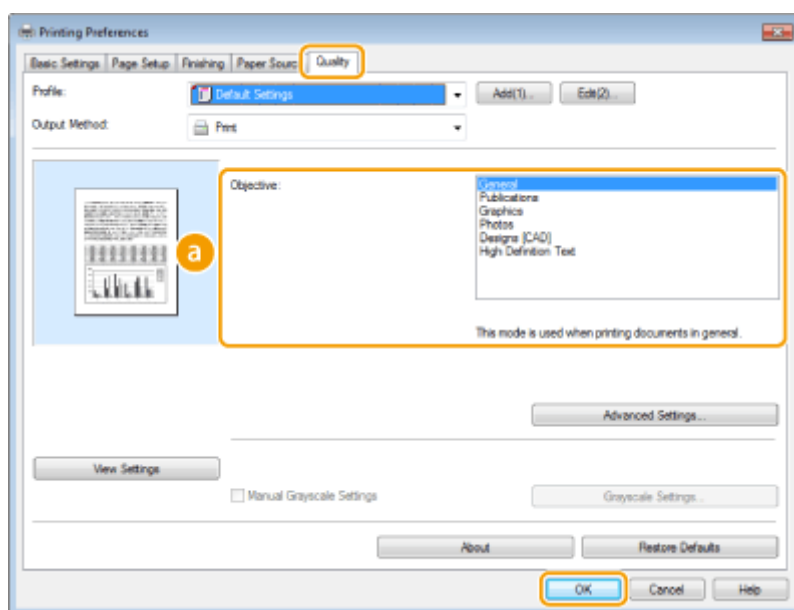 Printing Preferences
Basic Settings Page Setup Finishing Paper Sourc Quality
Profile: Default Settings Add(1)... Edit(2)...
Output Method: Print
Objective: General
Publications
Graphics
Photos
Designs [CAD]
High Definition Text
a
This mode is used when printing documents in general.
Advanced Settings...
View Settings
Manual Grayscale Settings Grayscale Settings...
About Restore Defaults
OK Cancel Help